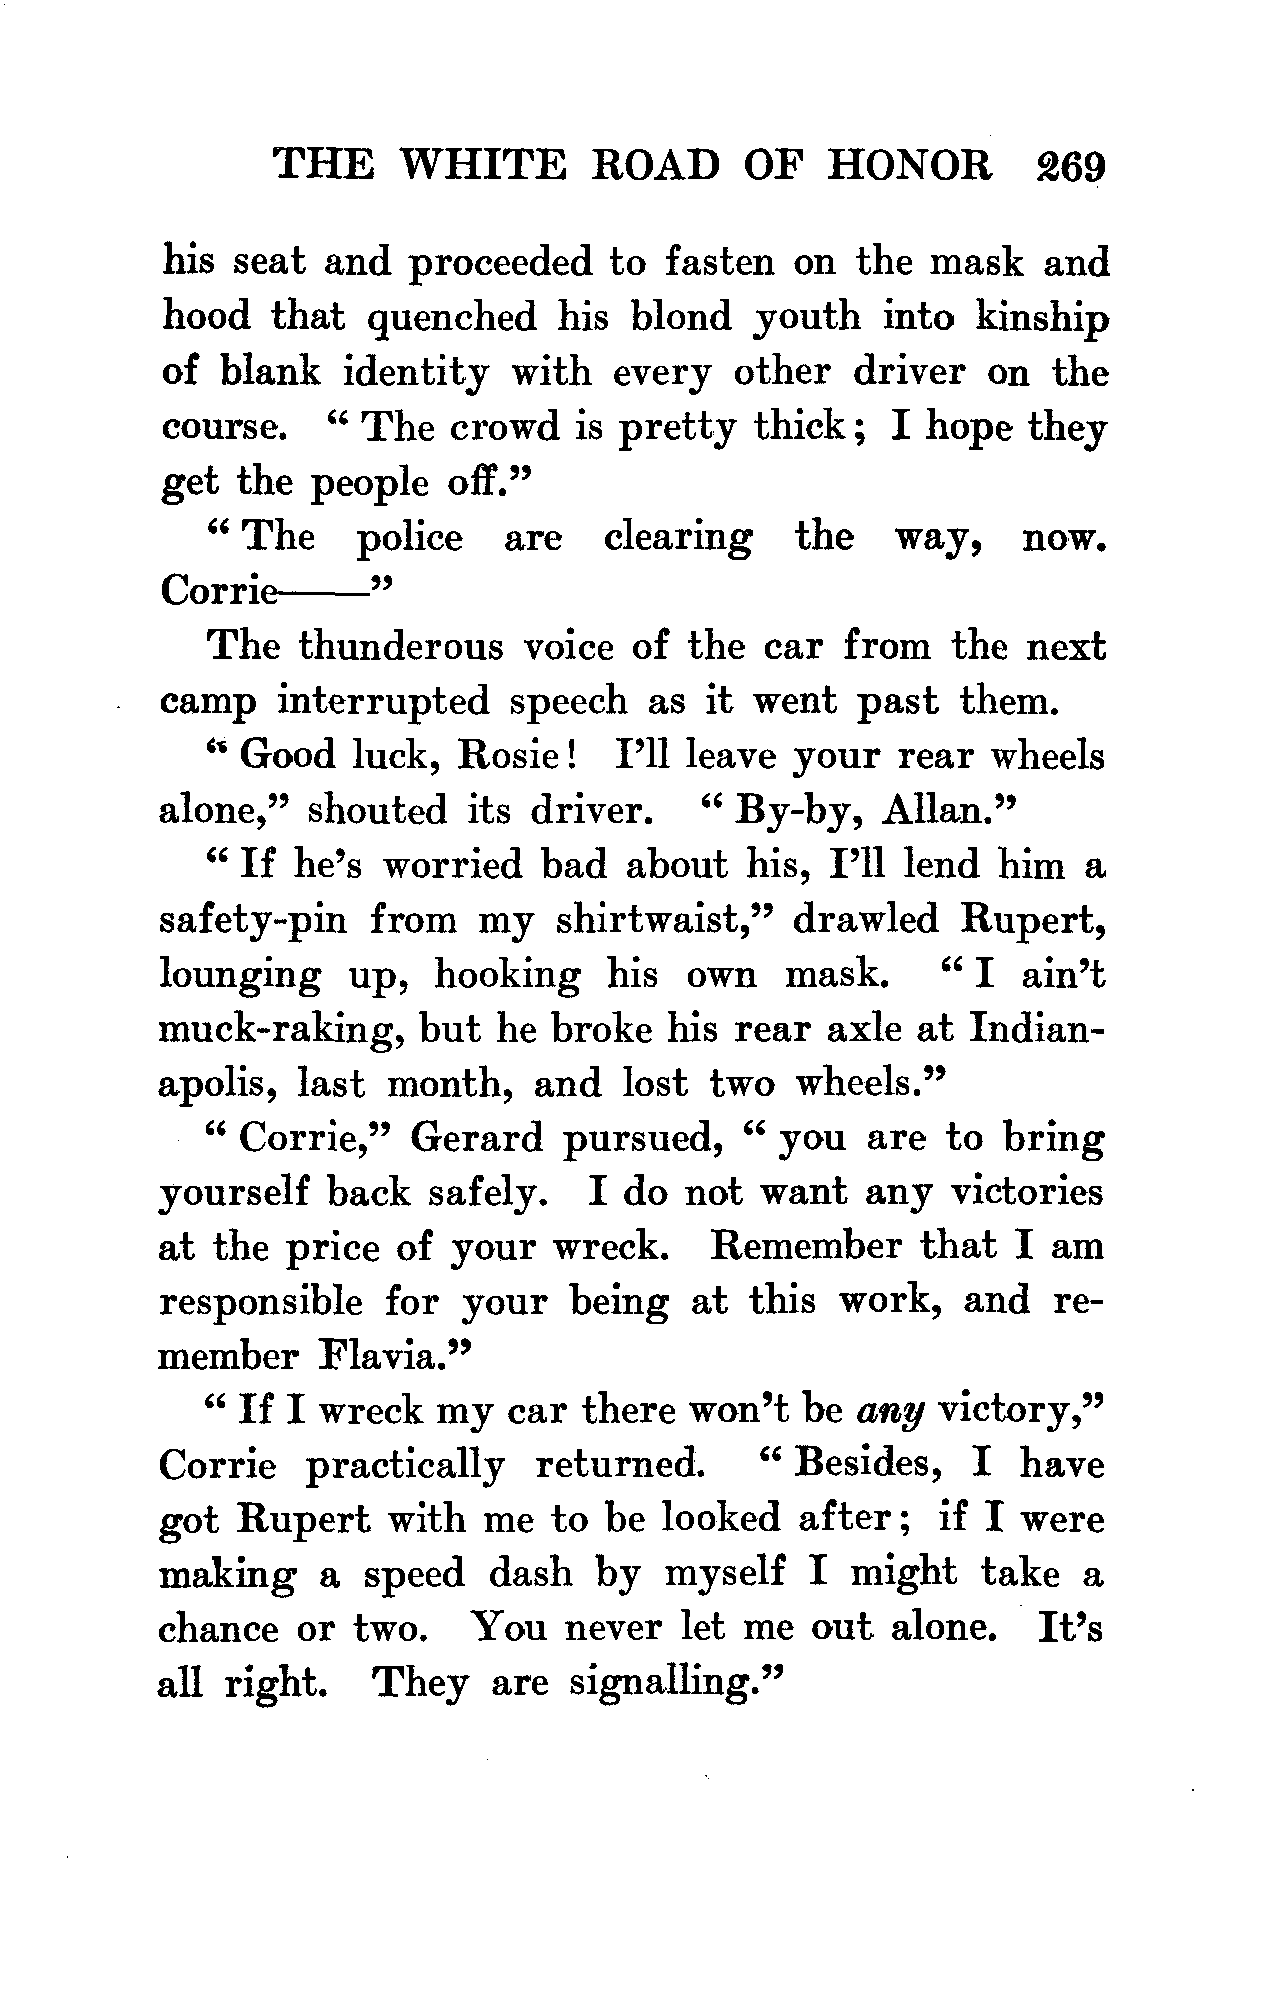 THE WHITE ROAD OF HONOR 269
his seat and proceeded to fasten on the mask and
hood that quenched his blond youth into kinship
of blank identity with every other driver on the
course. “ The crowd is pretty thick ; I hope they
get the people off.”
“ The police are clearing the way, now.
Corrie——”
The thunderous voice of the car from the next
camp interrupted speech as it went past them.
“ Good luck, Rosie ! I’ll leave your rear wheels
alone,” shouted its driver. “ By-by, Allan.”
“ If he’s worried bad about his, I’ll lend him a
safety-pin from my shirtwaist,” drawled Rupert,
lounging up, hooking his own mask. “ I ain’t
muck-raking, but he broke his rear axle at Indian-
apolis, last month, and lost two wheels.”
“ Corrie,” Gerard pursued, “ you are to bring
yourself back safely. I do not want any victories
at the price of your wreck. Remember that I am
responsible for your being at this work, and re-
member Flavia.”
“ If I wreck my car there won’t be any victory,”
Corrie practically returned. “ Besides, I have
got Rupert with me to be looked after ; if I were
making a speed dash by myself I might take a
chance or two. You never let me out alone. It’s
all right. They are signalling.”